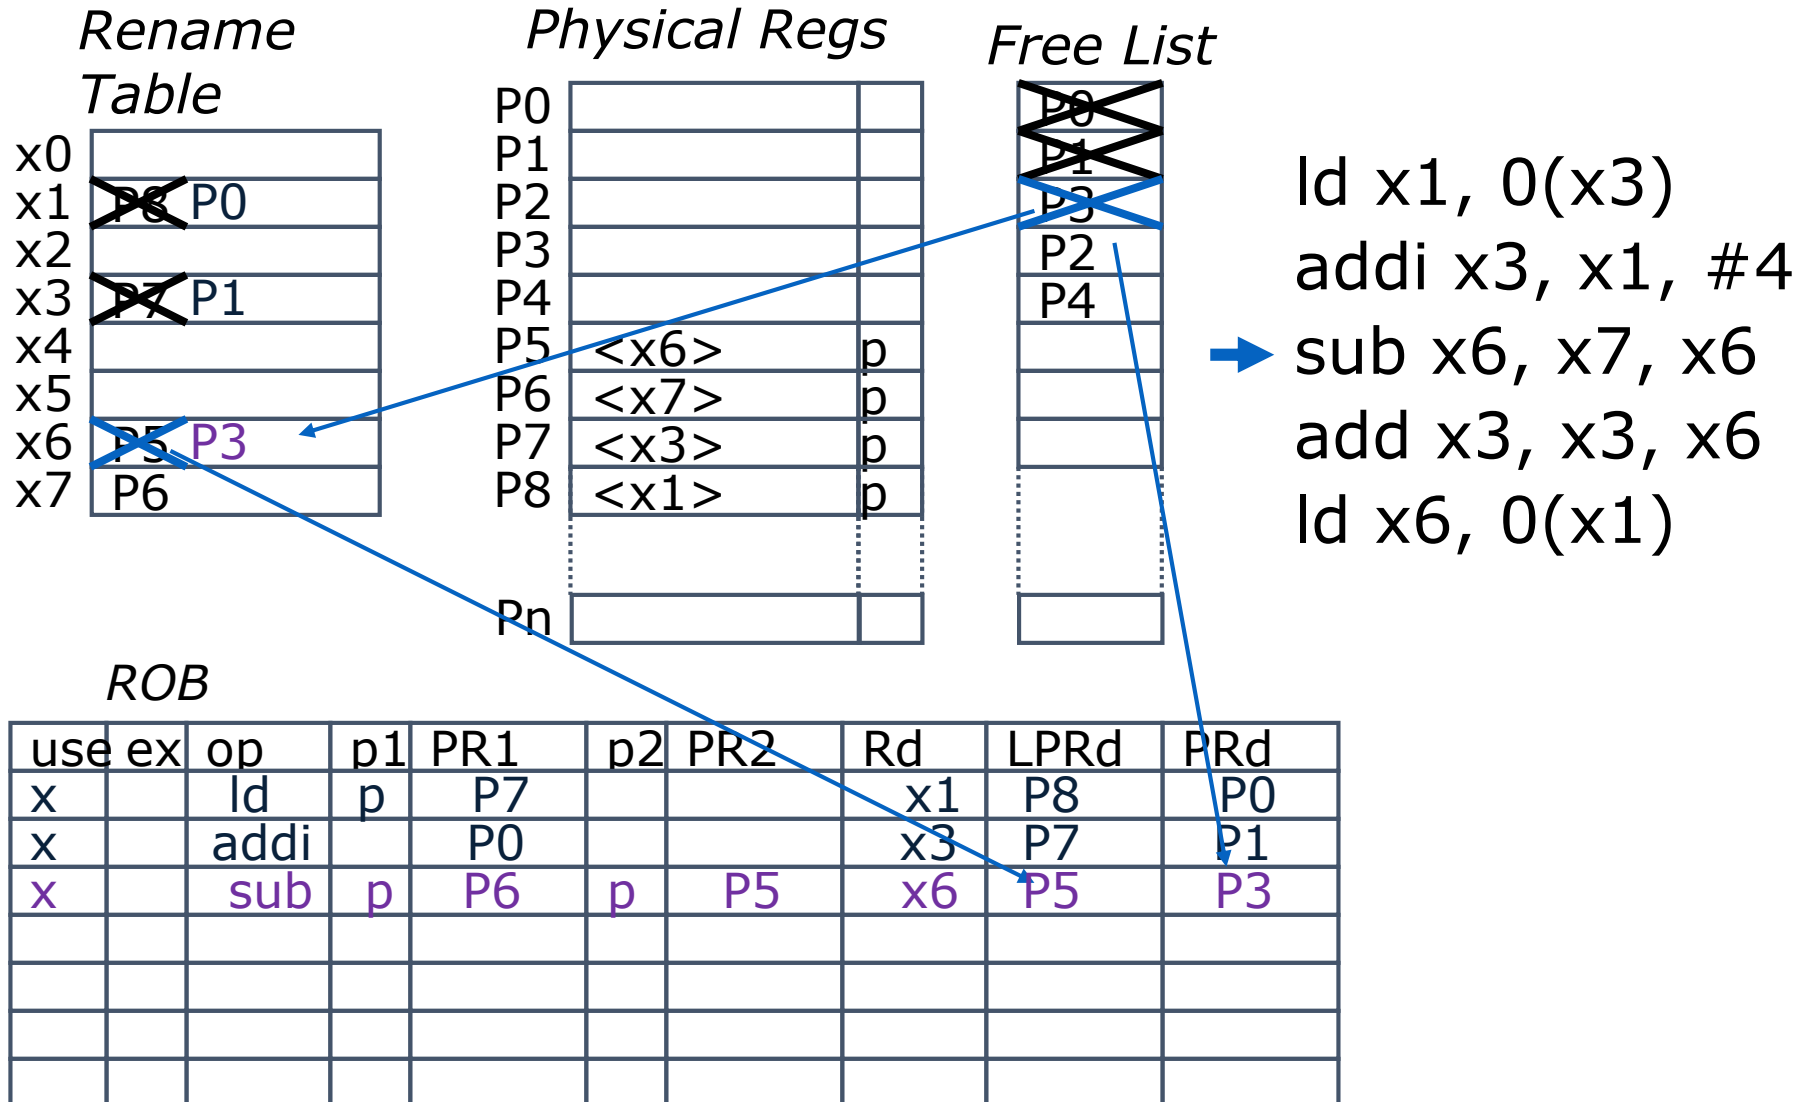 Rename Table
x0
x1 P8 P0
x2
x3 P7 P1
x4
x5
x6 P5 P3
x7 P6
Physical Regs
P0
P1
P2
P3
P4
P5 <x6> p
P6 <x7> p
P7 <x3> p
P8 <x1> p
Pn
Free List
P0
P1
P3
P2
P4
ld x1, 0(x3)
addi x3, x1, #4
sub x6, x7, x6
add x3, x3, x6
ld x6, 0(x1)
ROB
use ex op p1 PR1 p2 PR2 Rd LPRd PRd
x ld p P7 x1 P8 P0
x addi P0 x3 P7 P1
x sub p P6 p P5 x6 P5 P3